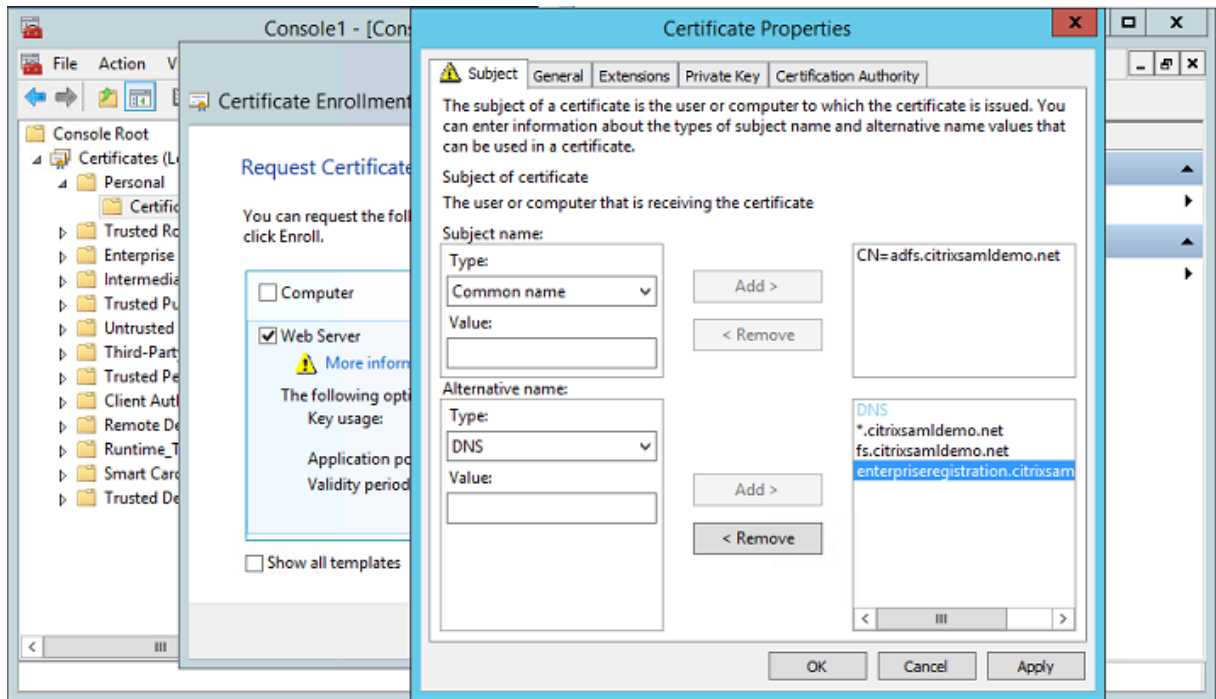 Console1 - [Con
File Action V
Console Root
Certificates (L
Personal
Certific
Trusted Ro
Enterprise
Intermedia
Trusted Pu
Untrusted
Third-Part
Trusted Pe
Client Aut
Remote De
Runtime_T
Smart Card
Trusted De
Certificate Enrollment
Request Certificate
You can request the foll
click Enroll.
Computer
Web Server
More inform
The following opti
Key usage:
Application po
Validity period
Show all templates
Certificate Properties
Subject General Extensions Private Key Certification Authority
The subject of a certificate is the user or computer to which the certificate is issued. You
can enter information about the types of subject name and alternative name values that
can be used in a certificate.
Subject of certificate
The user or computer that is receiving the certificate
Subject name:
Type:
Common name
Value:
Add >
< Remove
CN=adfs.citrixsamldemo.net
Alternative name:
Type:
DNS
Value:
Add >
< Remove
DNS
*.citrixsamldemo.net
fs.citrixsamldemo.net
enterpriseregistration.citrixsam
OK Cancel Apply